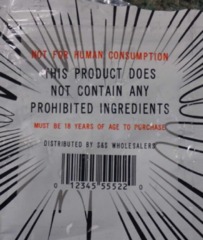 NOT FOR HUMAN CONSUMPTION
THIS PRODUCT DOES
NOT CONTAIN ANY
PROHIBITED INGREDIENTS
MUST BE 18 YEARS OF AGE TO PURCHASE
DISTRIBUTED BY S&S WHOLESALERS
0 12345 55522 0